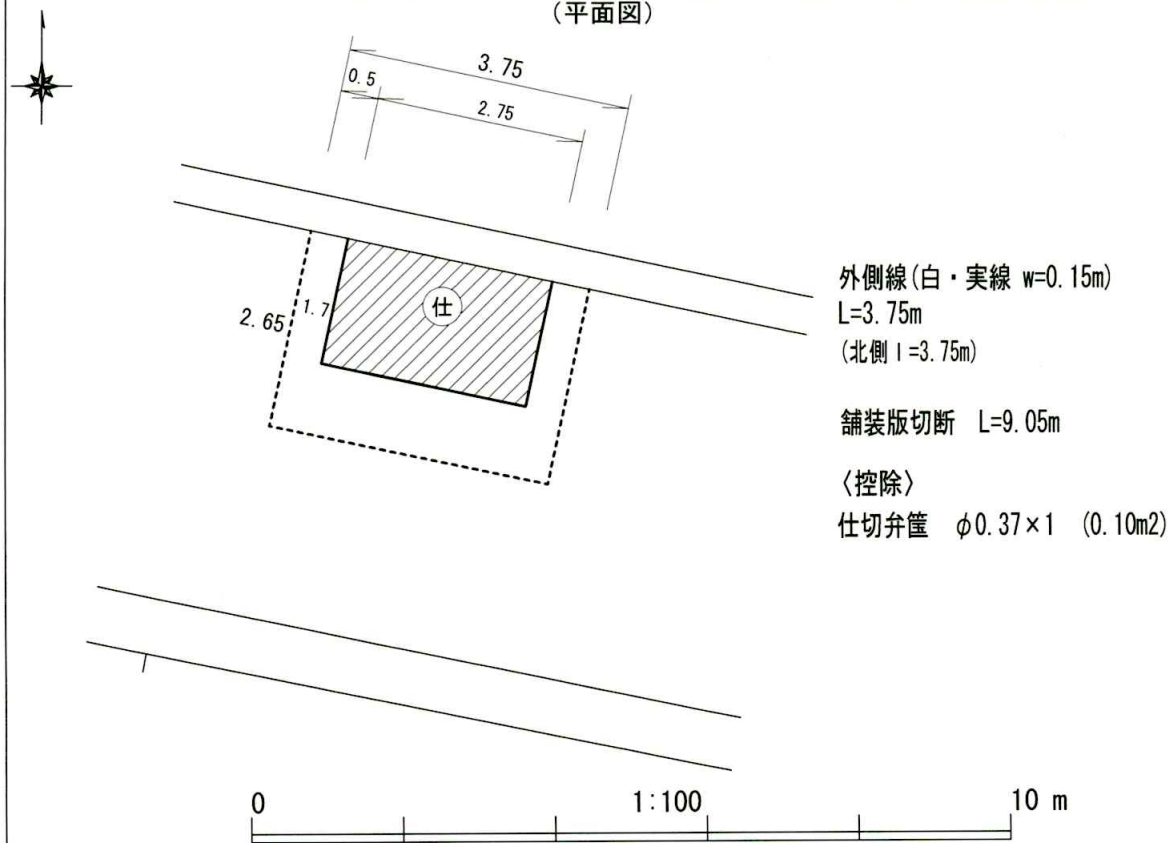 (平面図)
3.75
0.5
2.75
2.65
1.7
仕
外側線(白・実線 w=0.15m)
L=3.75m
(北側 l=3.75m)
舗装版切断 L=9.05m
〈控除〉
仕切弁筐 φ0.37×1 (0.10m2)
0
1:100
10 m